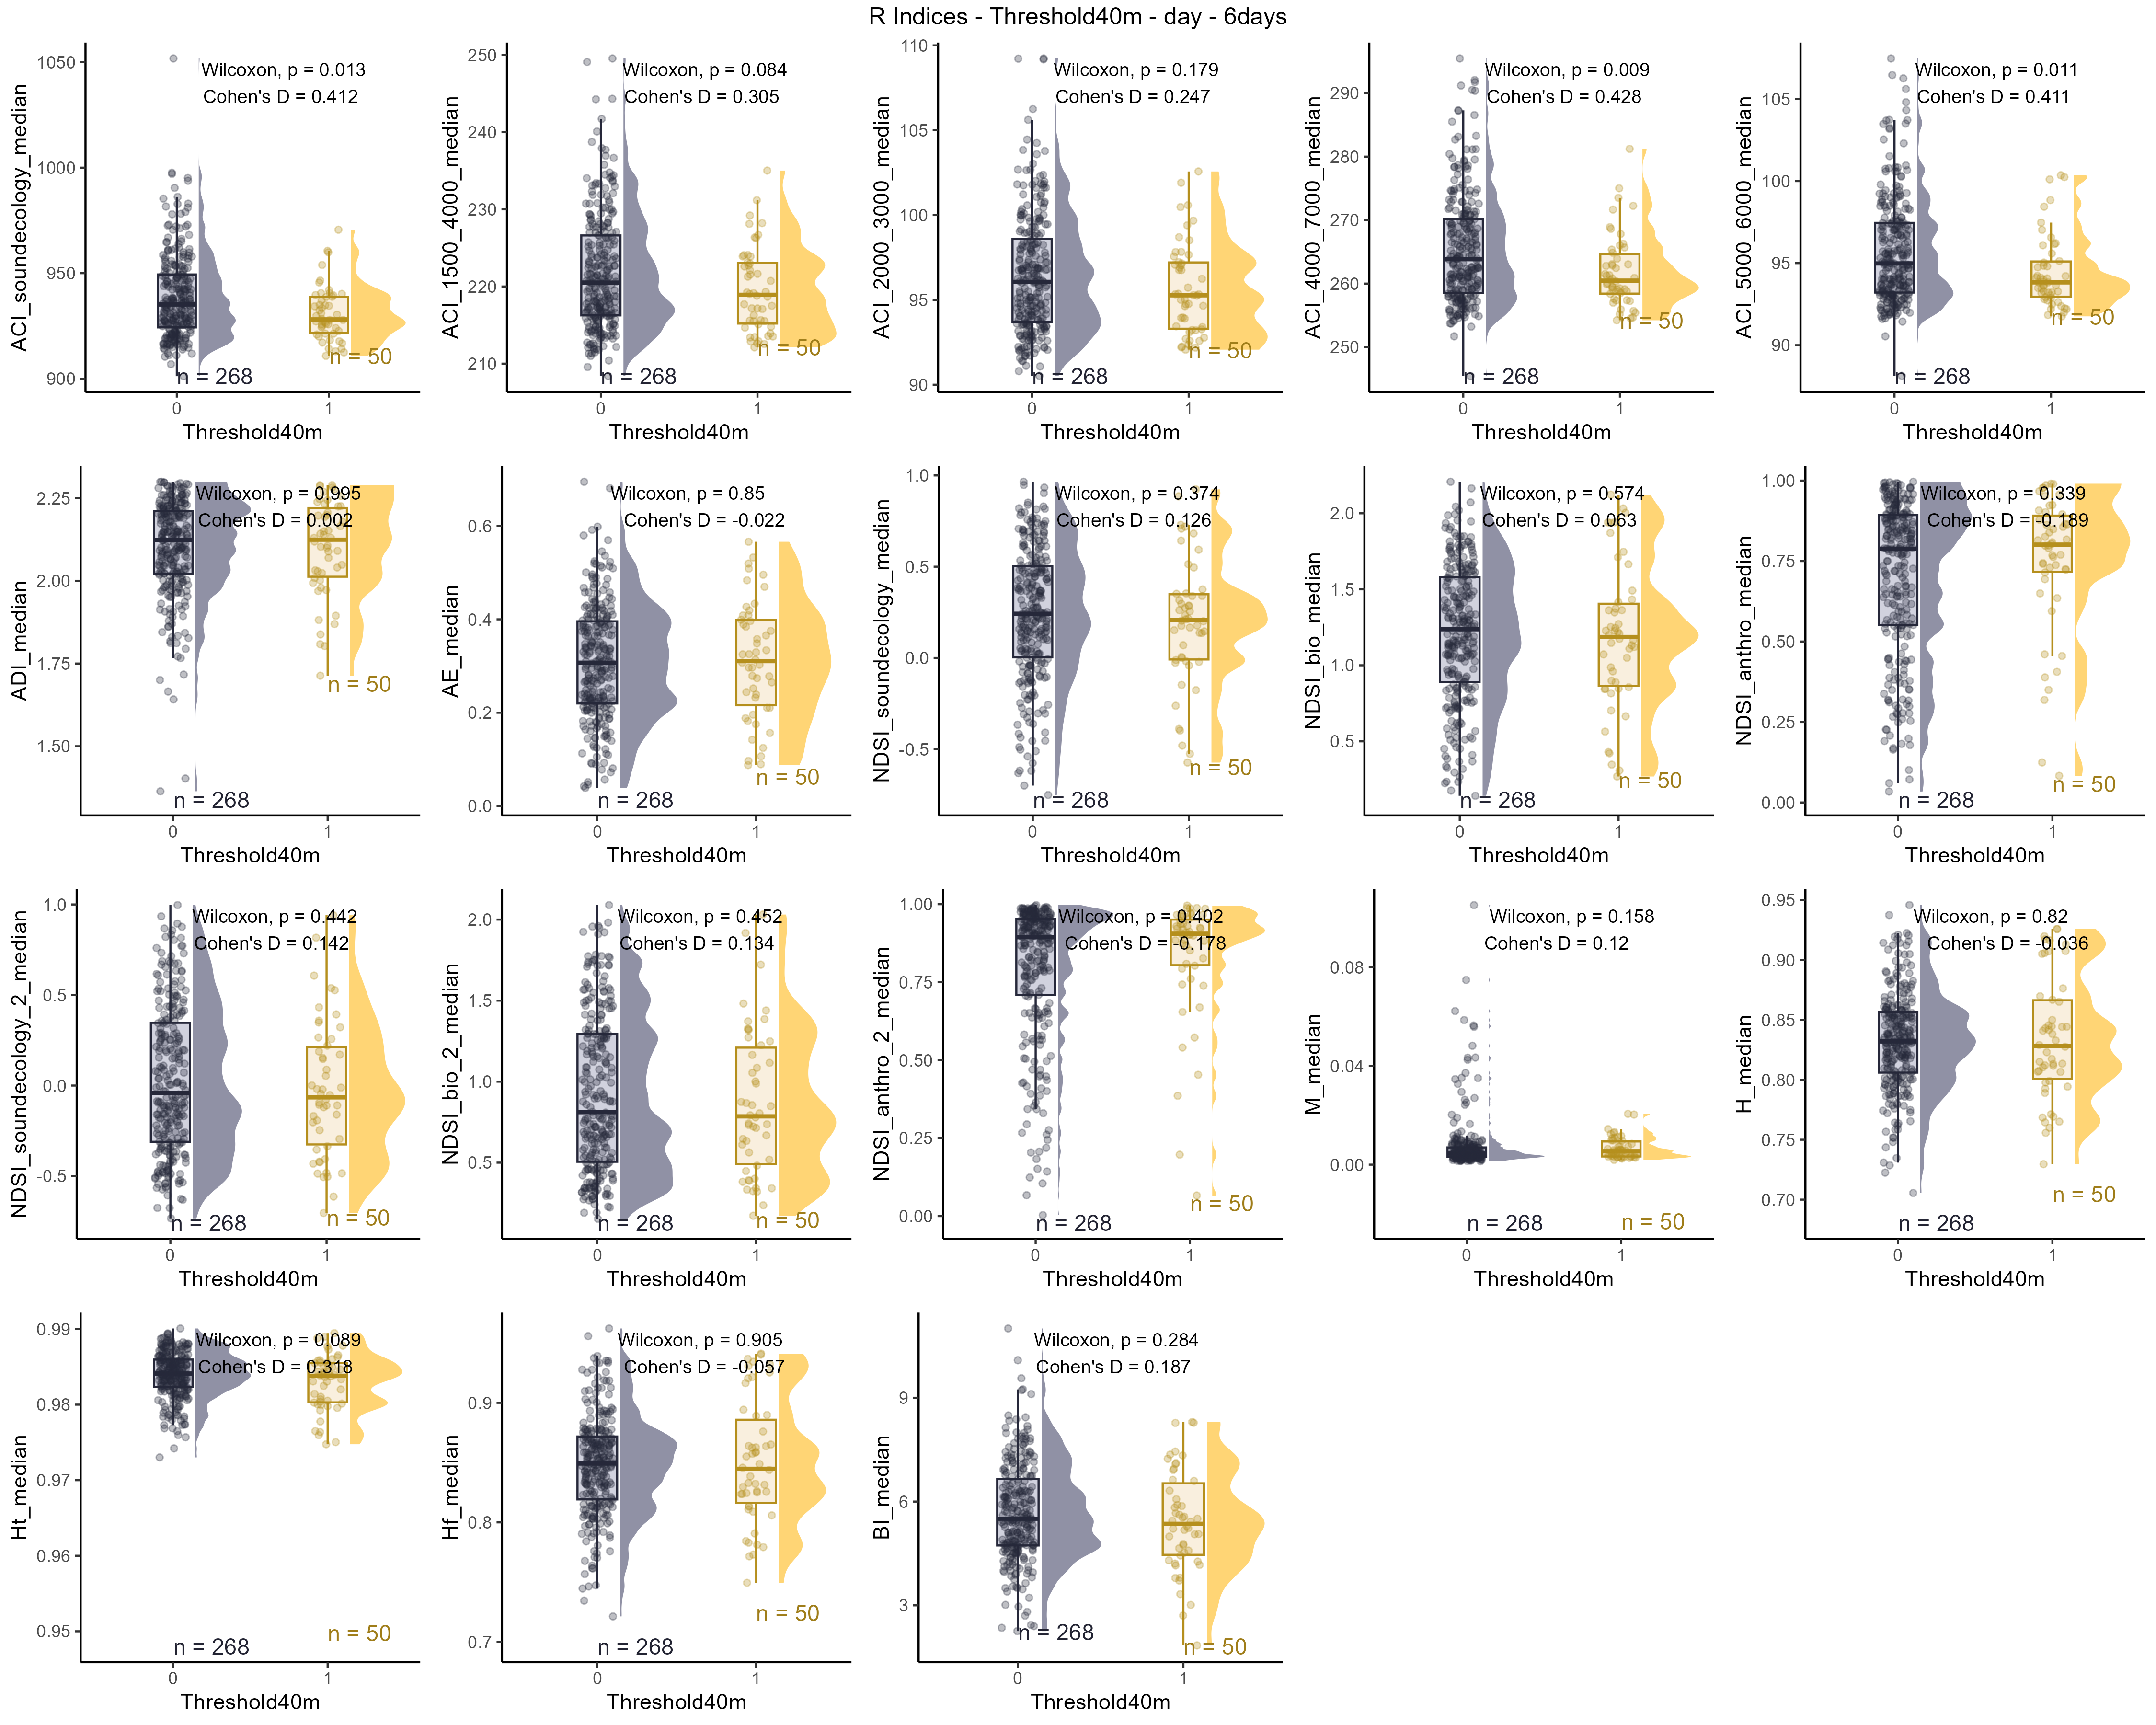 R Indices - Threshold40m - day - 6days
ACI_soundecology_median
1050
1000
950
900
Wilcoxon, p = 0.013
Cohen's D = 0.412
n = 268
n = 50
0
1
Threshold40m
ACI_1500_4000_median
250
240
230
220
210
Wilcoxon, p = 0.084
Cohen's D = 0.305
n = 268
n = 50
0
1
Threshold40m
ACI_2000_3000_median
110
105
100
95
90
Wilcoxon, p = 0.179
Cohen's D = 0.247
n = 268
n = 50
0
1
Threshold40m
ACI_4000_7000_median
290
280
270
260
250
Wilcoxon, p = 0.009
Cohen's D = 0.428
n = 268
n = 50
0
1
Threshold40m
ACI_5000_6000_median
105
100
95
90
Wilcoxon, p = 0.011
Cohen's D = 0.411
n = 268
n = 50
0
1
Threshold40m
ADI_median
2.25
2.00
1.75
1.50
Wilcoxon, p = 0.995
Cohen's D = 0.002
n = 268
n = 50
0
1
Threshold40m
AE_median
0.6
0.4
0.2
0.0
Wilcoxon, p = 0.85
Cohen's D = -0.022
n = 268
n = 50
0
1
Threshold40m
NDSI_soundecology_median
1.0
0.5
0.0
-0.5
Wilcoxon, p = 0.374
Cohen's D = 0.126
n = 268
n = 50
0
1
Threshold40m
NDSI_bio_median
2.0
1.5
1.0
0.5
Wilcoxon, p = 0.574
Cohen's D = 0.063
n = 268
n = 50
0
1
Threshold40m
NDSI_anthro_median
1.00
0.75
0.50
0.25
0.00
Wilcoxon, p = 0.339
Cohen's D = -0.189
n = 268
n = 50
0
1
Threshold40m
NDSI_soundecology_2_median
1.0
0.5
0.0
-0.5
Wilcoxon, p = 0.442
Cohen's D = 0.142
n = 268
n = 50
0
1
Threshold40m
NDSI_bio_2_median
2.0
1.5
1.0
0.5
Wilcoxon, p = 0.452
Cohen's D = 0.134
n = 268
n = 50
0
1
Threshold40m
NDSI_anthro_2_median
1.00
0.75
0.50
0.25
0.00
Wilcoxon, p = 0.402
Cohen's D = -0.178
n = 268
n = 50
0
1
Threshold40m
M_median
0.08
0.04
0.00
Wilcoxon, p = 0.158
Cohen's D = 0.12
n = 268
n = 50
0
1
Threshold40m
H_median
0.95
0.90
0.85
0.80
0.75
0.70
Wilcoxon, p = 0.82
Cohen's D = -0.036
n = 268
n = 50
0
1
Threshold40m
Ht_median
0.99
0.98
0.97
0.96
0.95
Wilcoxon, p = 0.089
Cohen's D = 0.318
n = 268
n = 50
0
1
Threshold40m
Hf_median
0.9
0.8
0.7
Wilcoxon, p = 0.905
Cohen's D = -0.057
n = 268
n = 50
0
1
Threshold40m
BI_median
9
6
3
Wilcoxon, p = 0.284
Cohen's D = 0.187
n = 268
n = 50
0
1
Threshold40m